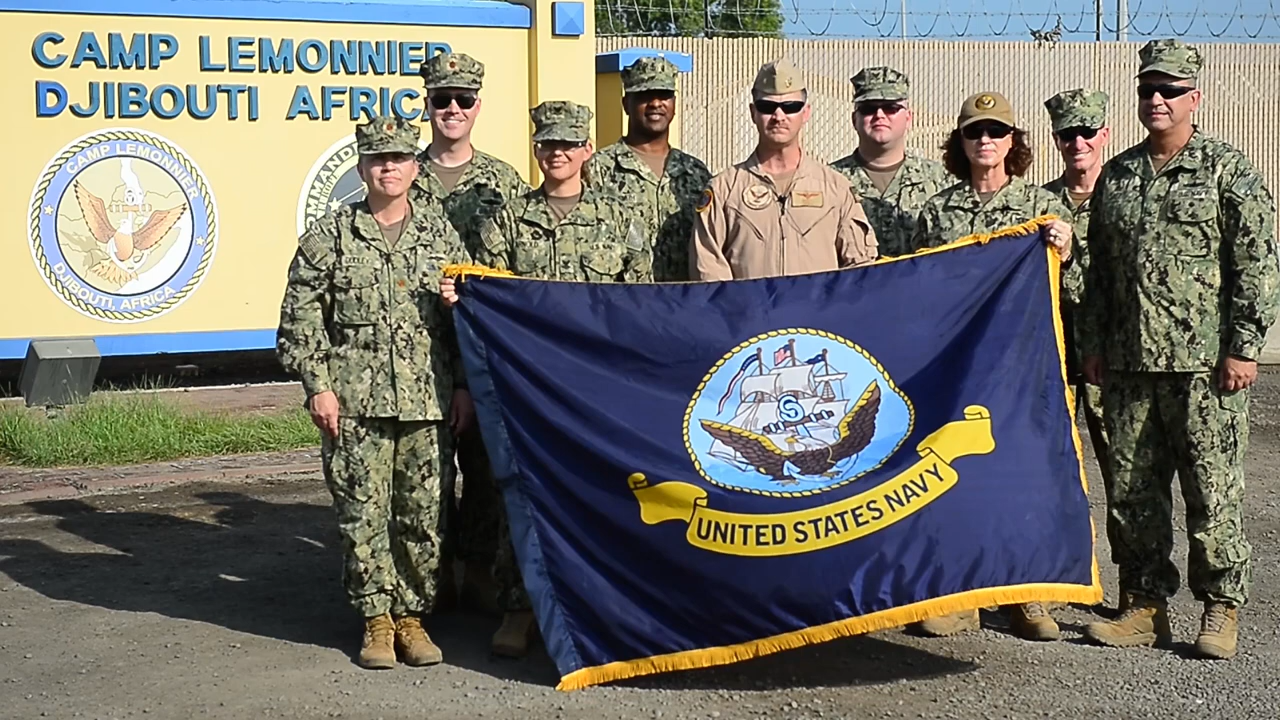 CAMP LEMONNIER
DJIBOUTI AFRICA
CAMP LEMONNIER
DJIBOUTI, AFRICA
UNITED STATES NAVY